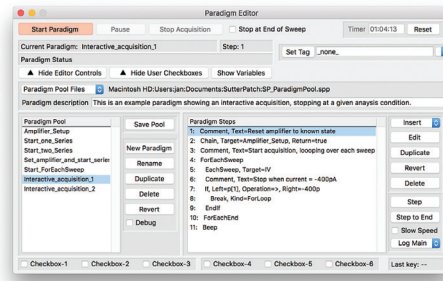 Paradigm Editor
Start Paradigm Pause Stop Acquisition Stop at End of Sweep Timer 01:04:13 Reset
Current Paradigm: Interactive_acquisition_1 Step: 1
Set Tag _none_
Paradigm Status
▲ Hide Editor Controls ▲ Hide User Checkboxes Show Variables
Paradigm Pool Files Macintosh HD:Users:jan:Documents:SutterPatch:SP_ParadigmPool.spp
Paradigm description This is an example paradigm showing an interactive acquisition, stopping at a given anaysis condition.
Paradigm Pool
Amplifier_Setup
Start_one_Series
Start_two_Series
Set_amplifier_and_start_series
Start_ForEachSweep
Interactive_acquisition_1
Interactive_acquisition_2
Save Pool
New Paradigm
Rename
Duplicate
Delete
Revert
Debug
Paradigm Steps
1: Comment, Text=Reset amplifier to known state
2: Chain, Target=Amplifier_Setup, Return=true
3: Comment, Text=Start acquisition, loooping over each sweep
4: ForEachSweep
5: EachSweep, Target=IV
6: Comment, Text=Stop when current = -400pA
7: If, Left=p[1], Operation=>, Right=-400p
8: Break, Kind=ForLoop
9: EndIf
10: ForEachEnd
11: Beep
Insert
Edit
Duplicate
Revert
Delete
Step
Step to End
Slow Speed
Log Main
Checkbox-1 Checkbox-2 Checkbox-3 Checkbox-4 Checkbox-5 Checkbox-6 Last key: --